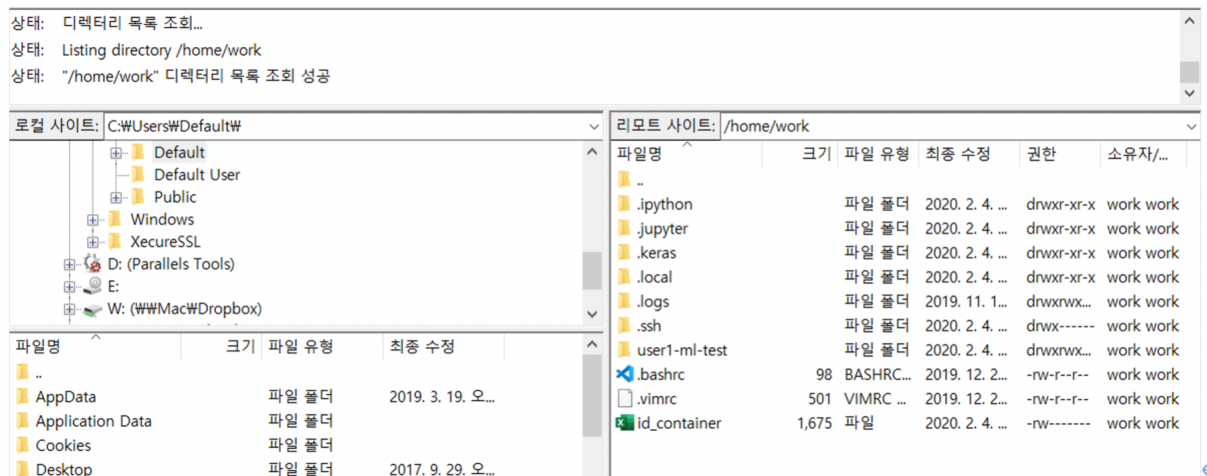 상태: 디렉터리 목록 조회...
상태: Listing directory /home/work
상태: "/home/work" 디렉터리 목록 조회 성공
로컬 사이트: C:₩Users₩Default₩
Default
Default User
Public
Windows
XecureSSL
D: (Parallels Tools)
E:
W: (₩₩Mac₩Dropbox)
파일명 크기 파일 유형 최종 수정
..
AppData 파일 폴더 2019. 3. 19. 오...
Application Data 파일 폴더
Cookies 파일 폴더
Desktop 파일 폴더 2017. 9. 29. 오...
리모트 사이트: /home/work
파일명 크기 파일 유형 최종 수정 권한 소유자/...
..
.ipython 파일 폴더 2020. 2. 4. ... drwxr-xr-x work work
.jupyter 파일 폴더 2020. 2. 4. ... drwxr-xr-x work work
.keras 파일 폴더 2020. 2. 4. ... drwxr-xr-x work work
.local 파일 폴더 2020. 2. 4. ... drwxr-xr-x work work
.logs 파일 폴더 2019. 11. 1... drwxrwx... work work
.ssh 파일 폴더 2020. 2. 4. ... drwx------ work work
user1-ml-test 파일 폴더 2020. 2. 4. ... drwxrwx... work work
.bashrc 98 BASHRC... 2019. 12. 2... -rw-r--r-- work work
.vimrc 501 VIMRC ... 2019. 12. 2... -rw-r--r-- work work
id_container 1,675 파일 2020. 2. 4. ... -rw------- work work